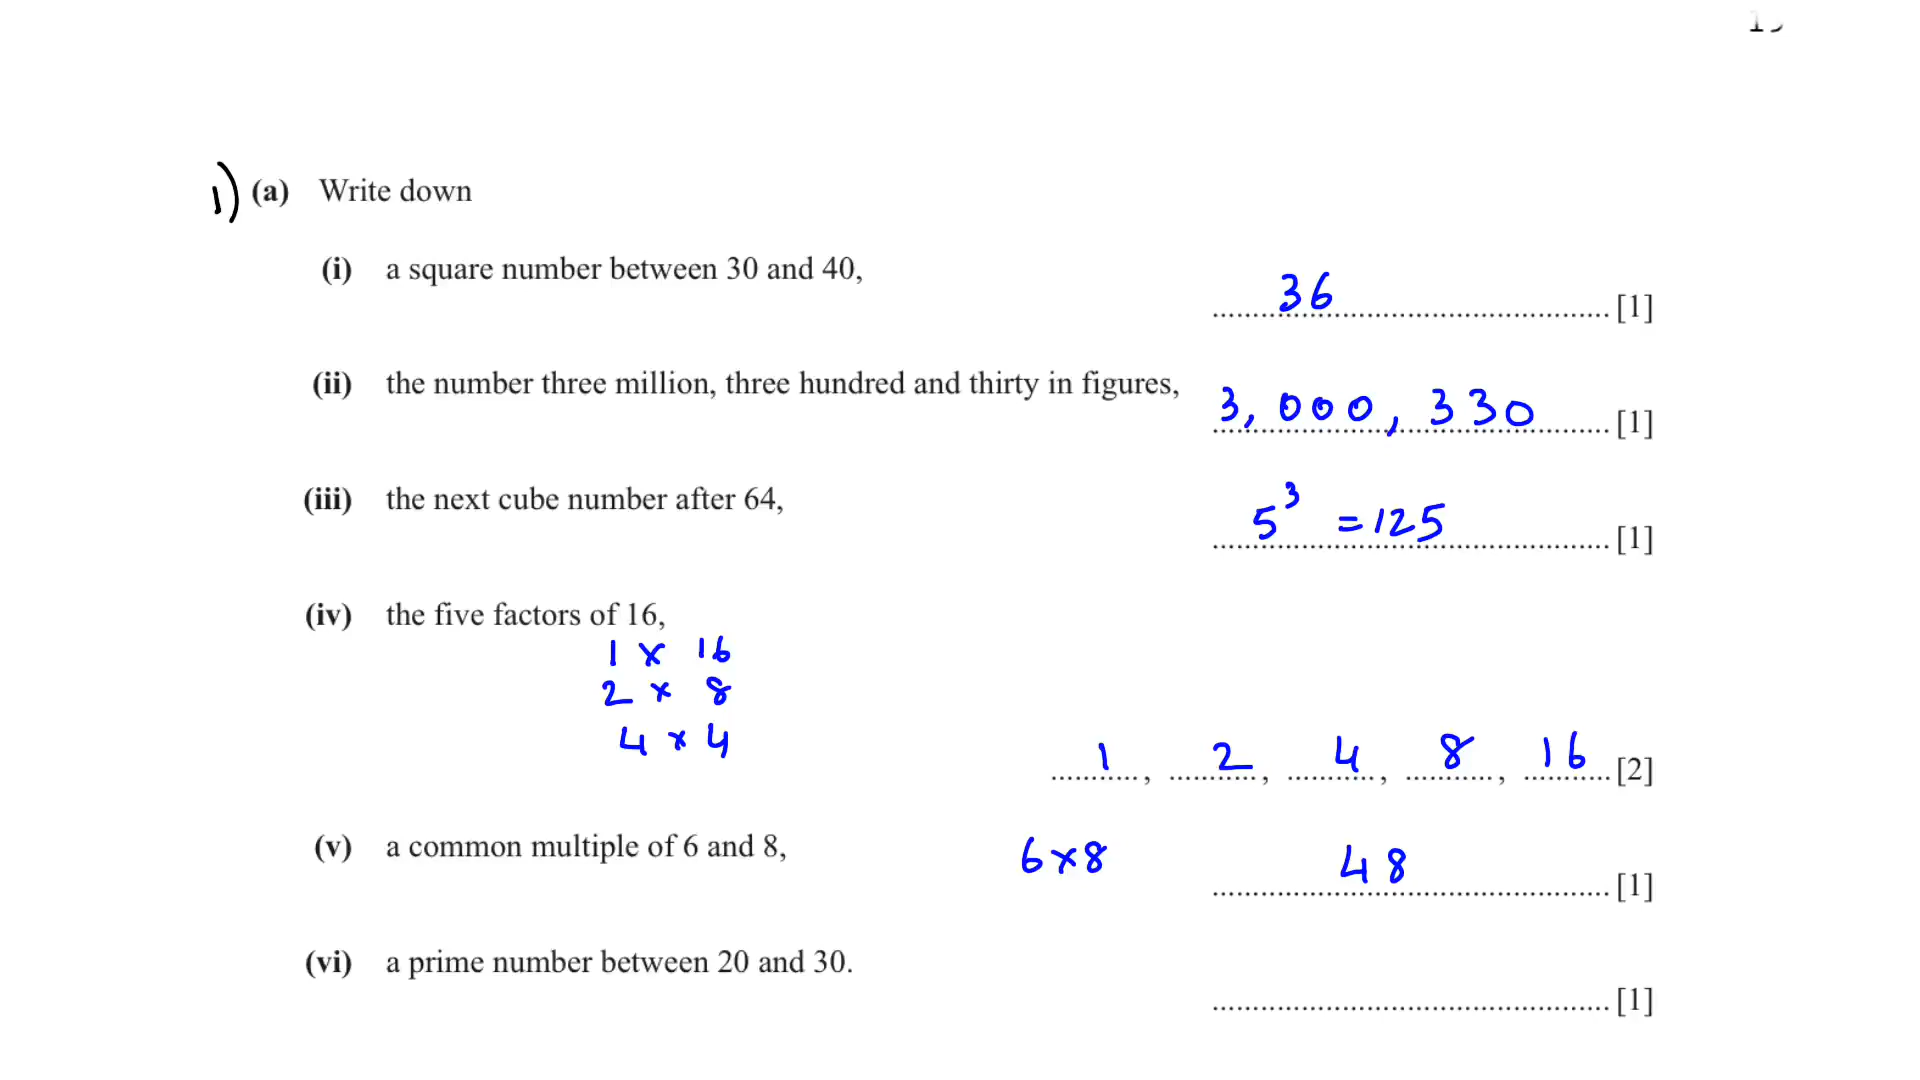 1) (a) Write down
(i) a square number between 30 and 40,
36 [1]
(ii) the number three million, three hundred and thirty in figures,
3,000,330 [1]
(iii) the next cube number after 64,
5³ = 125 [1]
(iv) the five factors of 16,
1 x 16
2 x 8
4 x 4
1, 2, 4, 8, 16 [2]
(v) a common multiple of 6 and 8,
6x8 48 [1]
(vi) a prime number between 20 and 30.
[1]